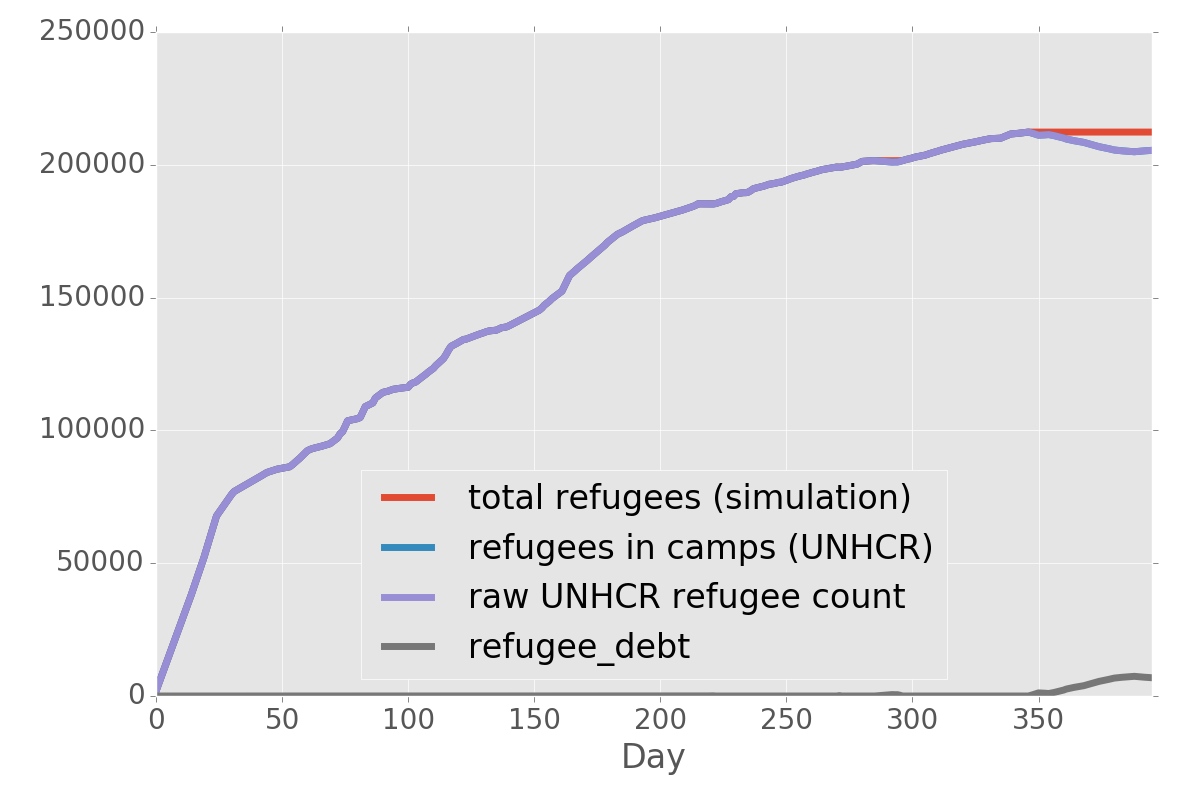 250000
200000
150000
100000
50000
0
total refugees (simulation)
refugees in camps (UNHCR)
raw UNHCR refugee count
refugee_debt
0 50 100 150 200 250 300 350
Day